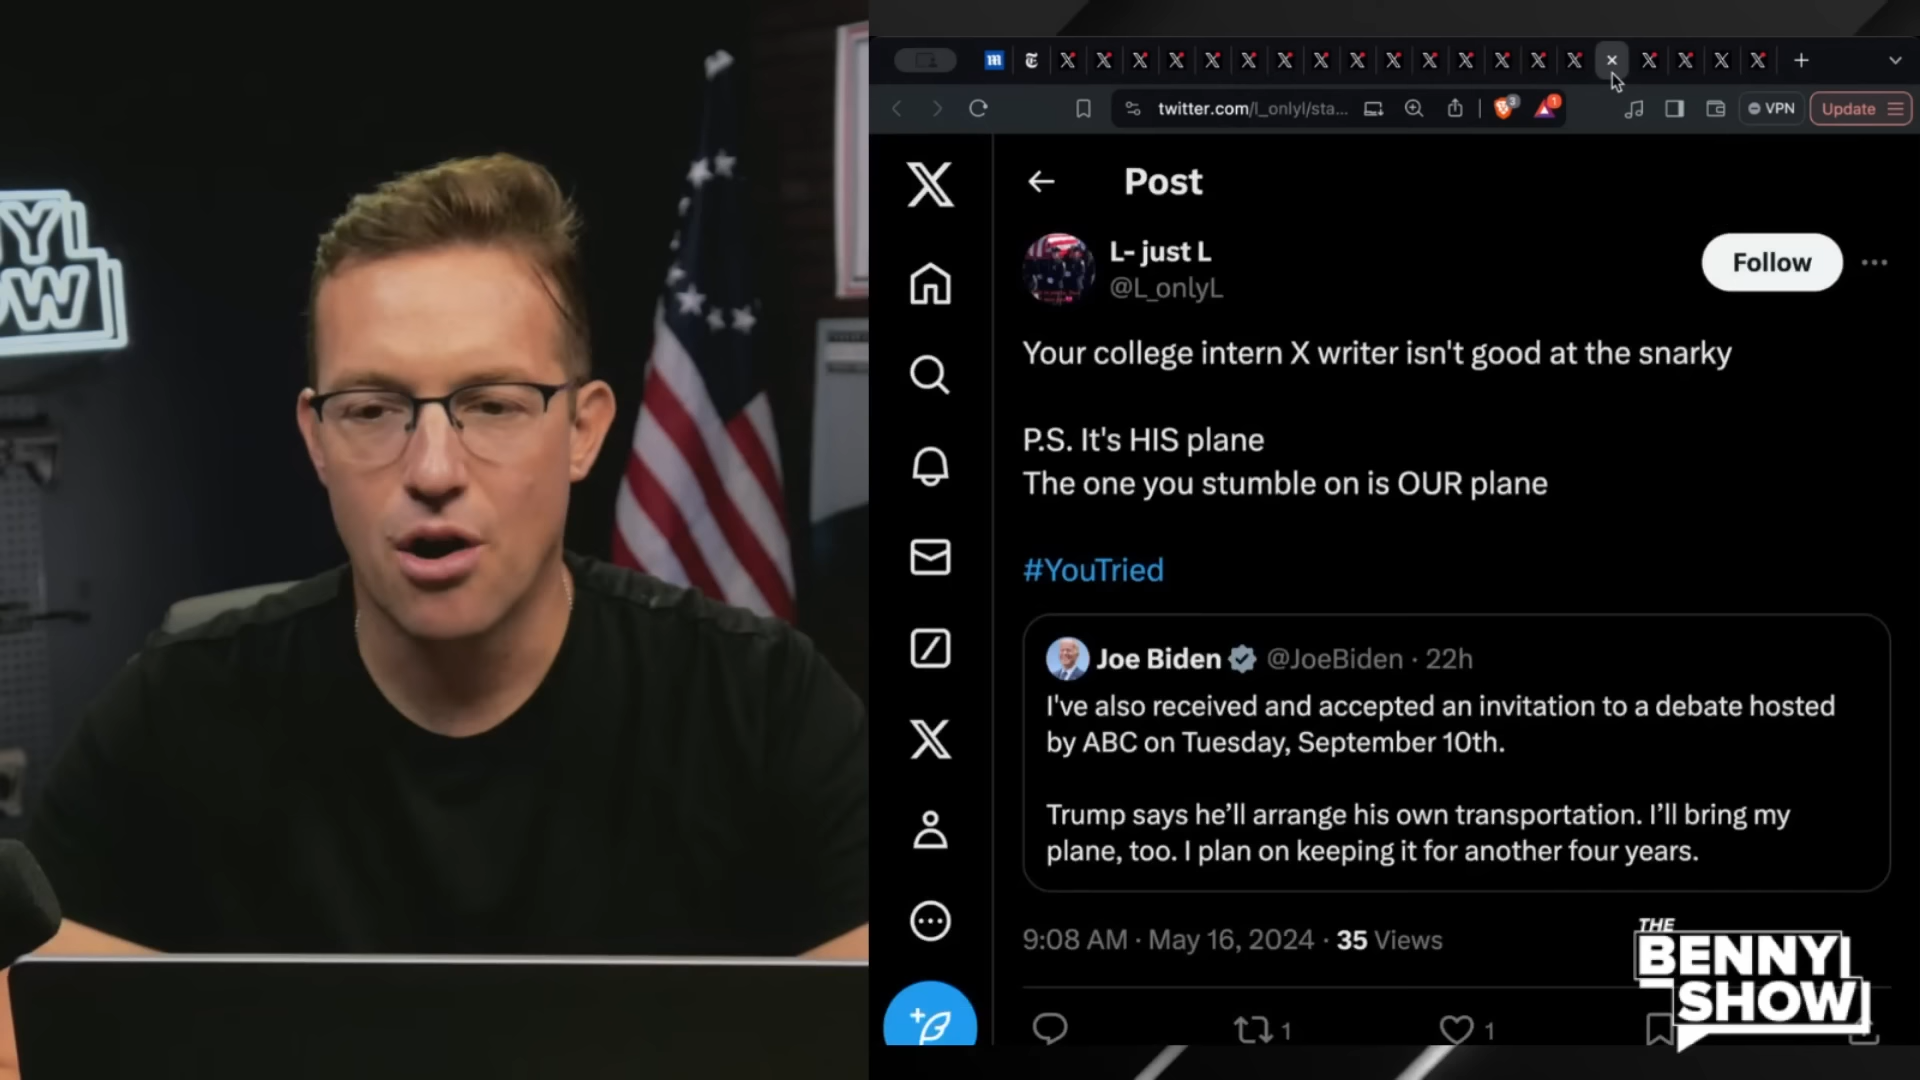 NY
OW
twitter.com/l_onlyl/sta...
3
1
VPN
Update
Post
L- just L
@L_onlyL
Follow
Your college intern X writer isn't good at the snarky
P.S. It's HIS plane
The one you stumble on is OUR plane
#YouTried
Joe Biden @JoeBiden · 22h
I've also received and accepted an invitation to a debate hosted
by ABC on Tuesday, September 10th.
Trump says he’ll arrange his own transportation. I’ll bring my
plane, too. I plan on keeping it for another four years.
9:08 AM · May 16, 2024 · 35 Views
1
1
THE
BENNY
SHOW